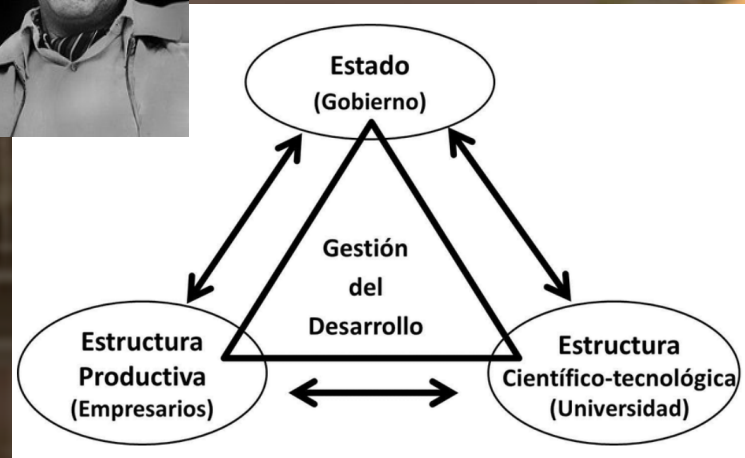 Estado
(Gobierno)
Gestión
del
Desarrollo
Estructura
Productiva
(Empresarios)
Estructura
Científico-tecnológica
(Universidad)